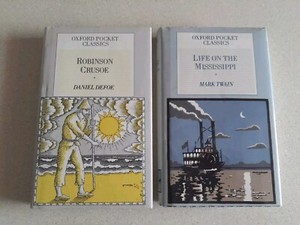 OXFORD POCKET
CLASSICS
ROBINSON
CRUSOE
DANIEL DEFOE
OXFORD POCKET
CLASSICS
LIFE ON THE
MISSISSIPPI
MARK TWAIN